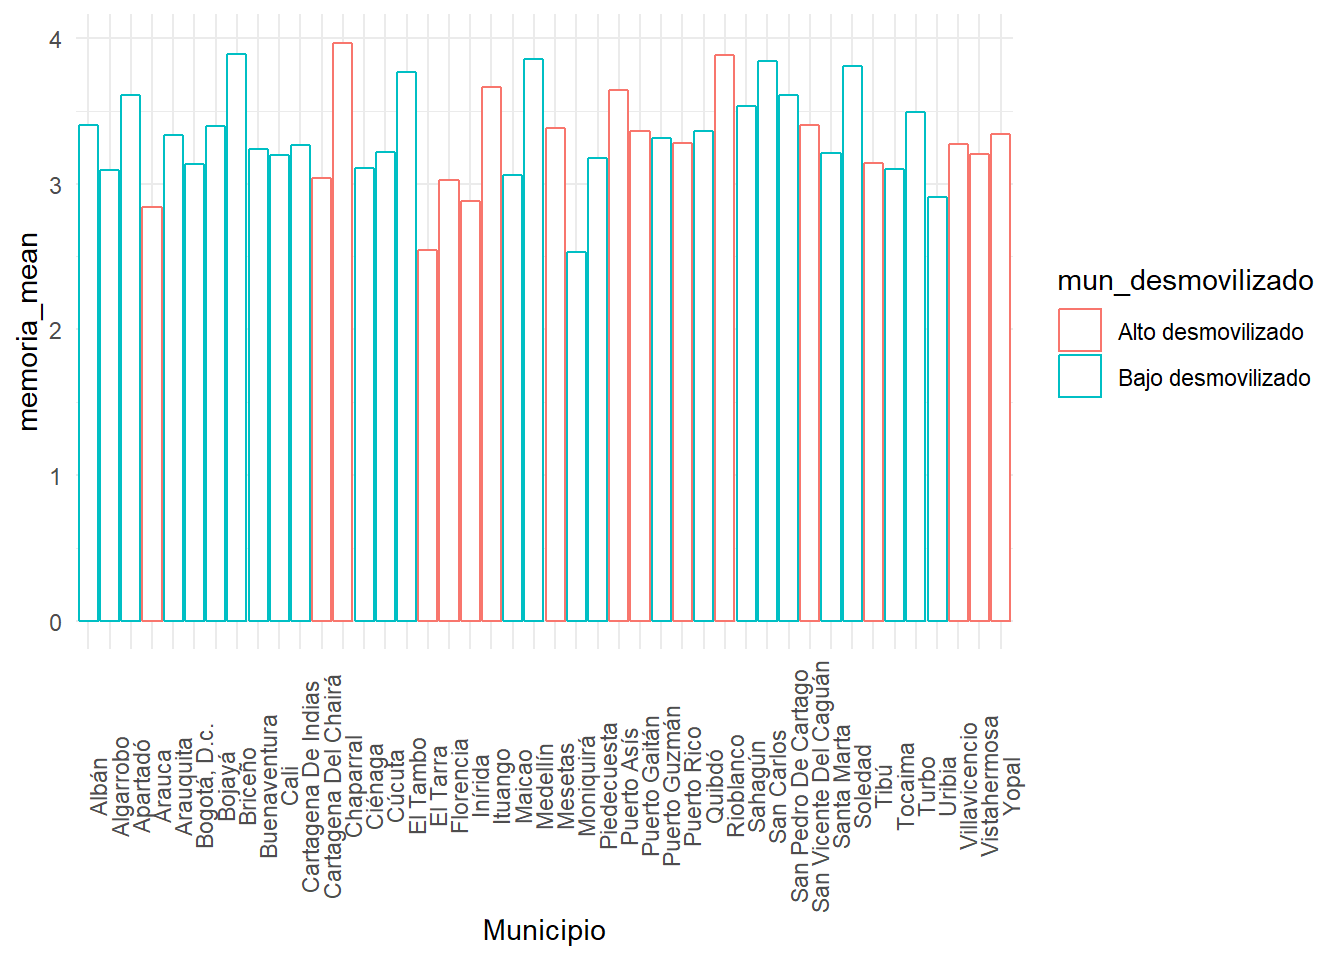 4
3
2
1
0
memoria_mean
Albán
Algarrobo
Apartadó
Arauca
Arauquita
Bogotá, D.c.
Bojayá
Briceño
Buenaventura
Cali
Cartagena De Indias
Cartagena Del Chairá
Chaparral
Ciénaga
Cúcuta
El Tambo
El Tarra
Florencia
Inírida
Ituango
Maicao
Medellín
Mesetas
Moniquirá
Piedecuesta
Puerto Asís
Puerto Gaitán
Puerto Guzmán
Puerto Rico
Quibdó
Rioblanco
Sahagún
San Carlos
San Pedro De Cartago
San Vicente Del Caguán
Santa Marta
Soledad
Tibú
Tocaima
Turbo
Uribia
Villavicencio
Vistahermosa
Yopal
Municipio
mun_desmovilizado
Alto desmovilizado
Bajo desmovilizado